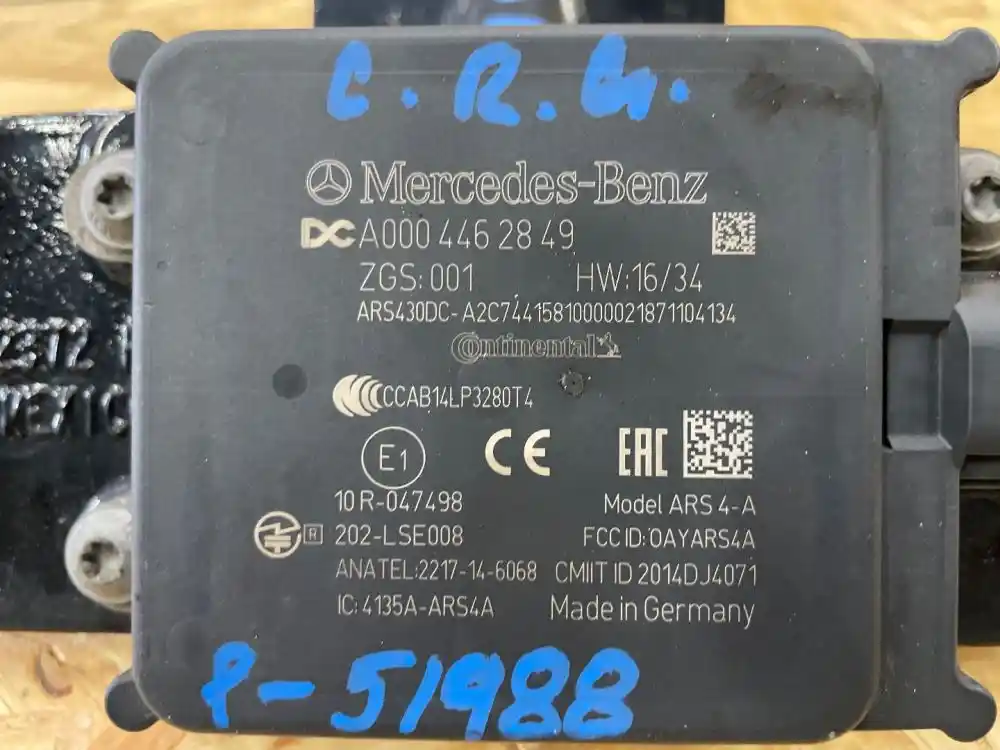 C.R.G.
Mercedes-Benz
DC A000 446 28 49
ZGS:001 HW:16/34
ARS430DC-A2C74415810000021871104134
Continental
CCC CCAB14LP3280T4
E1 CE EAC
10 R-047498 Model ARS 4-A
R 202-LSE008 FCC ID:OAYARS4A
ANATEL:2217-14-6068 CMIIT ID 2014DJ4071
IC:4135A-ARS4A Made in Germany
P-51988